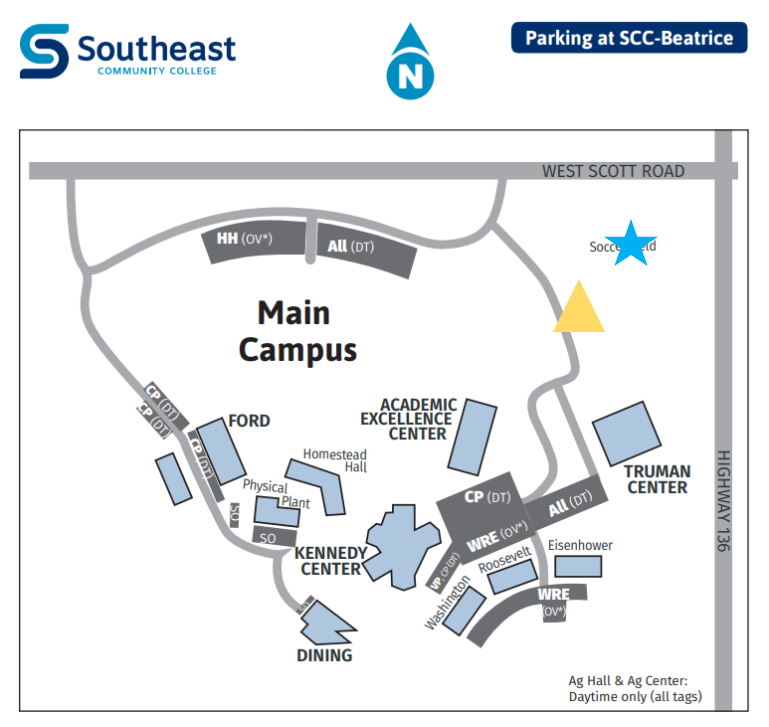 Southeast
COMMUNITY COLLEGE
N
Parking at SCC-Beatrice
WEST SCOTT ROAD
HH (OV*)
All (DT)
Main
Campus
CP (DT)
CP (DT)
CP (DT)
FORD
ACADEMIC
EXCELLENCE
CENTER
Homestead
Hall
Physical
Plant
SO
SO
KENNEDY
CENTER
CP (DT)
WRE (OV*)
All (DT)
TRUMAN
CENTER
HIGHWAY 136
VP, CP (DT)
Roosevelt
Eisenhower
Washington
WRE
(OV*)
SO
DINING
Ag Hall & Ag Center:
Daytime only (all tags)